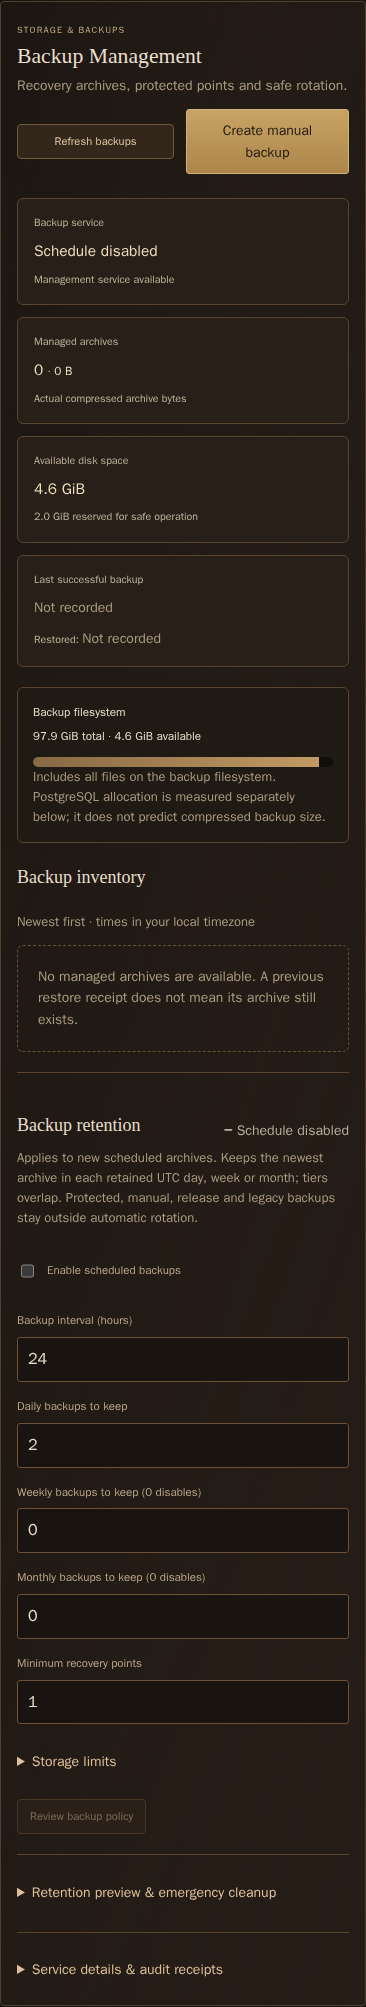 STORAGE & BACKUPS
Backup Management
Recovery archives, protected points and safe rotation.
Refresh backups
Create manual
backup
Backup service
Schedule disabled
Management service available
Managed archives
0 · 0 B
Actual compressed archive bytes
Available disk space
4.6 GiB
2.0 GiB reserved for safe operation
Last successful backup
Not recorded
Restored: Not recorded
Backup filesystem
97.9 GiB total · 4.6 GiB available
Includes all files on the backup filesystem.
PostgreSQL allocation is measured separately
below; it does not predict compressed backup size.
Backup inventory
Newest first · times in your local timezone
No managed archives are available. A previous
restore receipt does not mean its archive still
exists.
Backup retention
– Schedule disabled
Applies to new scheduled archives. Keeps the newest
archive in each retained UTC day, week or month; tiers
overlap. Protected, manual, release and legacy backups
stay outside automatic rotation.
Enable scheduled backups
Backup interval (hours)
24
Daily backups to keep
2
Weekly backups to keep (0 disables)
0
Monthly backups to keep (0 disables)
0
Minimum recovery points
1
Storage limits
Review backup policy
Retention preview & emergency cleanup
Service details & audit receipts